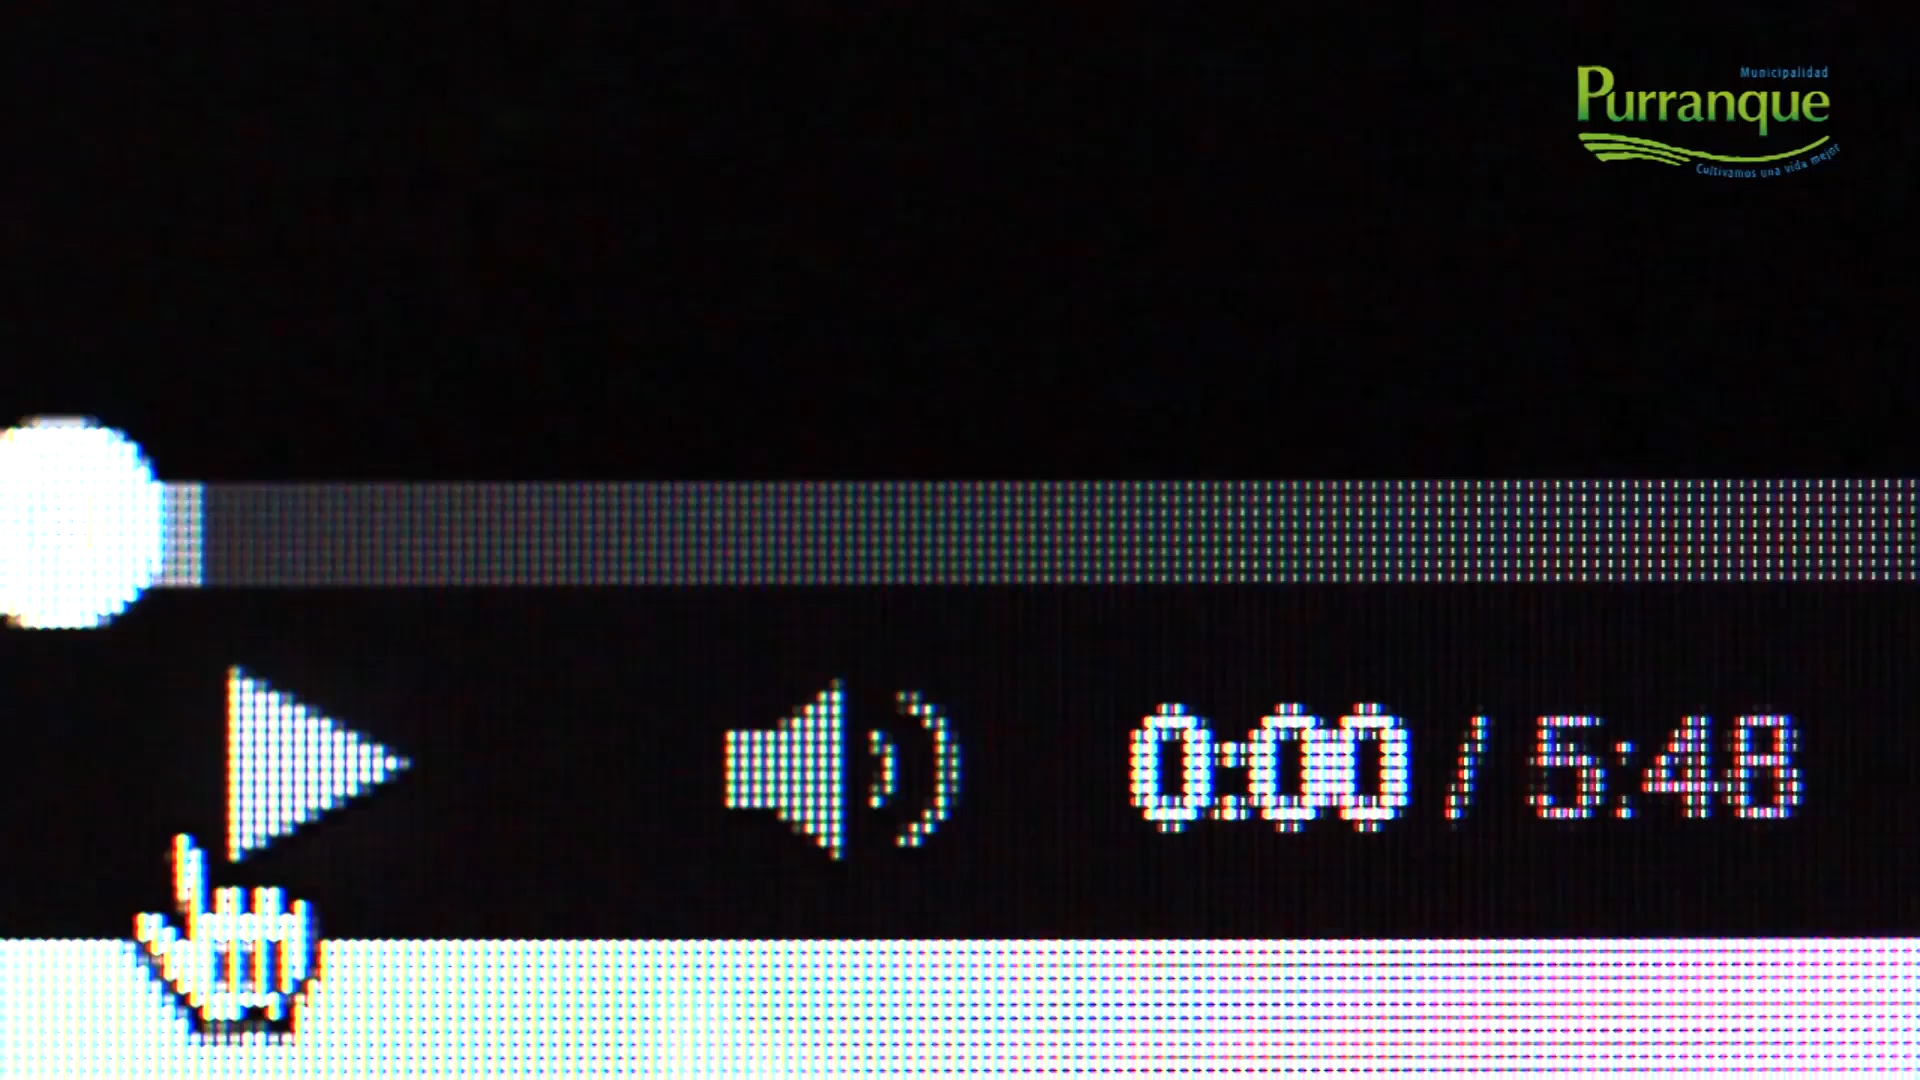 Municipalidad
Purranque
Cultivamos una vida mejor
0:00 / 5:48